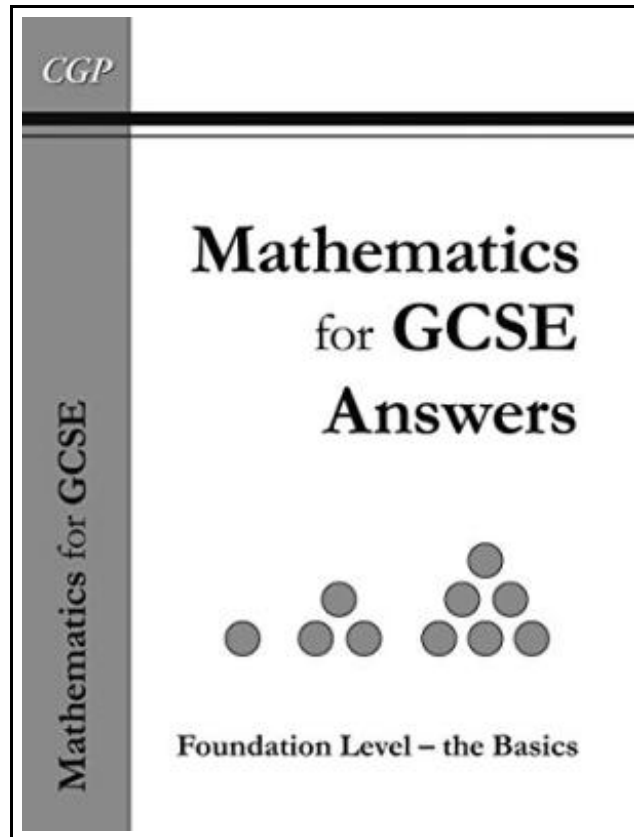 CGP
Mathematics
for GCSE
Answers
Mathematics for GCSE
Foundation Level – the Basics